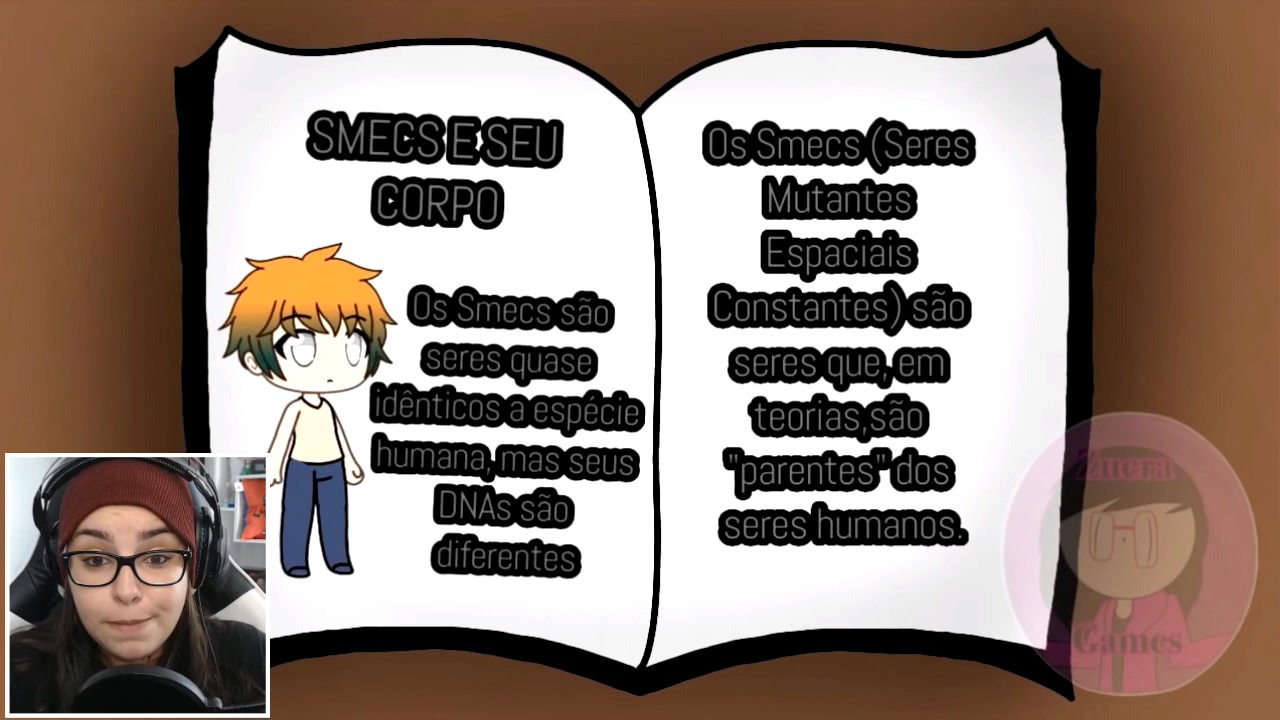 SMECS E SEU
CORPO
Os Smecs são
seres quase
idênticos a espécie
humana, mas seus
DNAs são
diferentes
Os Smecs (Seres
Mutantes
Espaciais
Constantes) são
seres que, em
teorias,são
"parentes" dos
seres humanos.
Zuera
Games